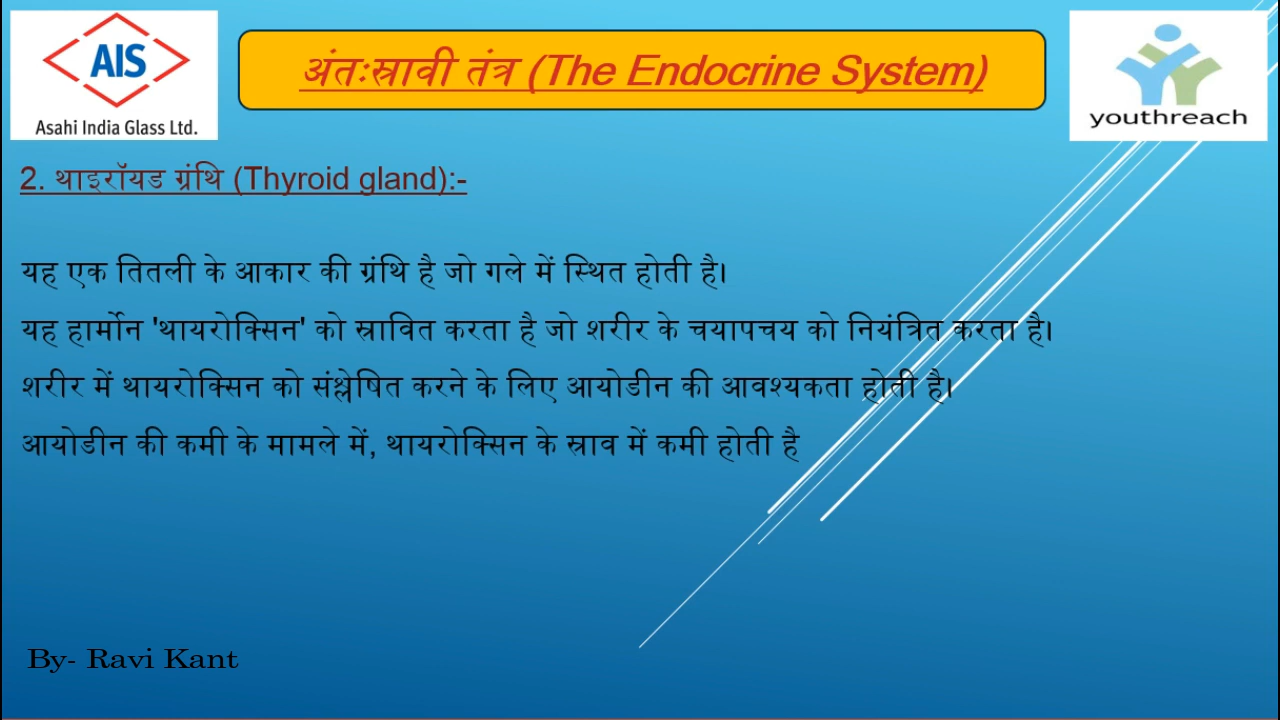 AIS
Asahi India Glass Ltd.
अंतःस्रावी तंत्र (The Endocrine System)
youthreach
2. थाइरॉयड ग्रंथि (Thyroid gland):-
यह एक तितली के आकार की ग्रंथि है जो गले में स्थित होती है।
यह हार्मोन 'थायरोक्सिन' को स्रावित करता है जो शरीर के चयापचय को नियंत्रित करता है।
शरीर में थायरोक्सिन को संश्लेषित करने के लिए आयोडीन की आवश्यकता होती है।
आयोडीन की कमी के मामले में, थायरोक्सिन के स्राव में कमी होती है
By- Ravi Kant